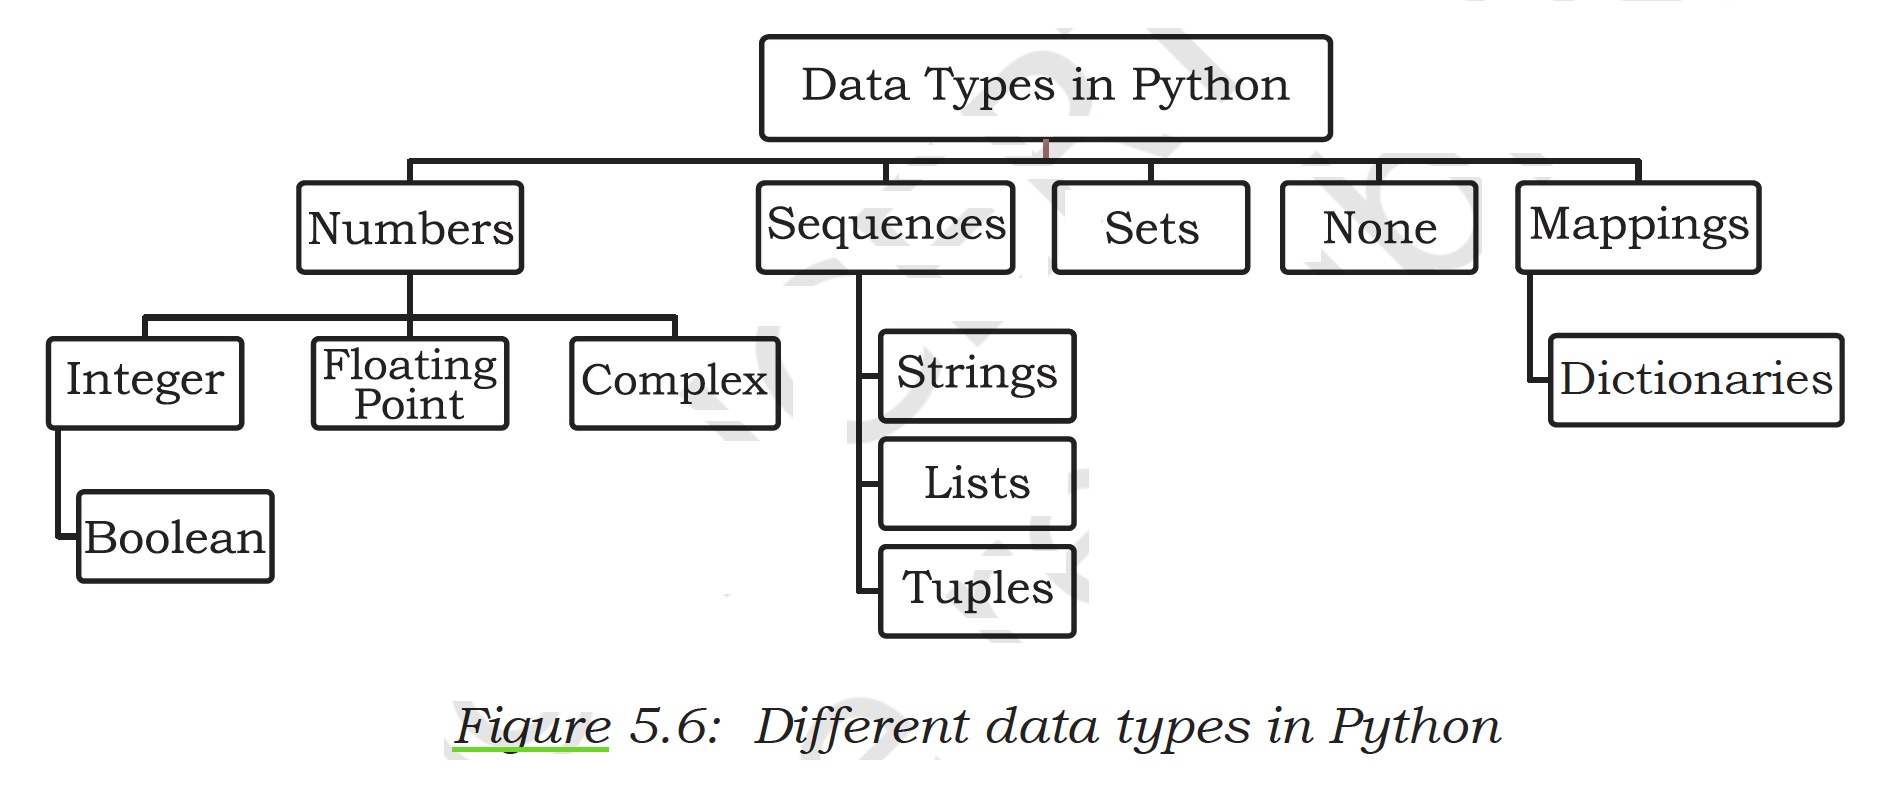 Data Types in Python
Numbers
Sequences
Sets
None
Mappings
Integer
Floating
Point
Complex
Strings
Dictionaries
Lists
Boolean
Tuples
Figure 5.6: Different data types in Python